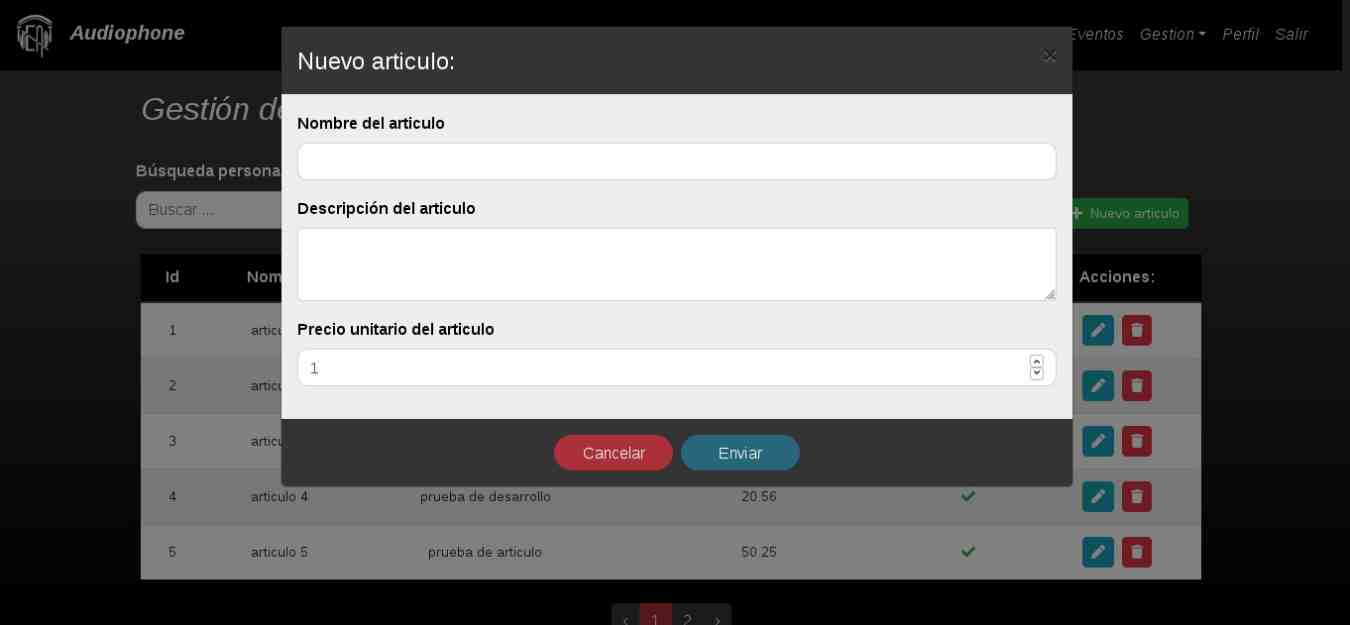 Audiophone
Eventos Gestion Perfil Salir
Nuevo articulo:
×
Gestión de
Nombre del articulo
Búsqueda persona
Buscar ...
Descripción del articulo
Nuevo articulo
Id Nom Acciones:
Precio unitario del articulo
1
1 articu
2 articu
3 articu
Cancelar Enviar
4 articulo 4 prueba de desarrollo 20.56
5 articulo 5 prueba de articulo 50.25
‹ 1 2 ›